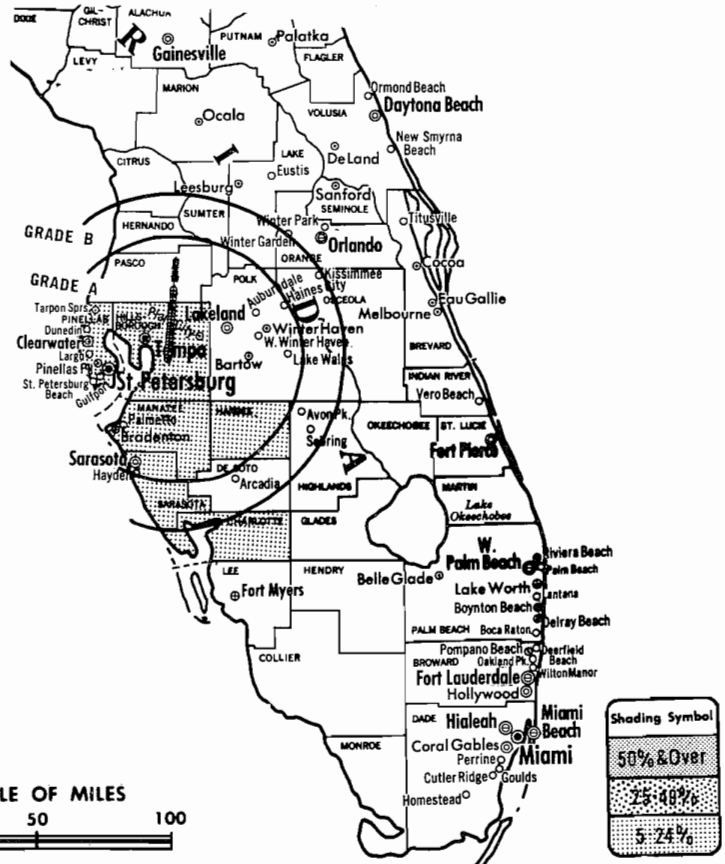 DIXIE
GIL-
CHRIST
ALACHUA
R
Gainesville
PUTNAM
Palatka
FLAGLER
LEVY
MARION
Ormond Beach
Daytona Beach
VOLUSIA
Ocala
I
New Smyrna
Beach
CITRUS
LAKE
DeLand
Eustis
Leesburg
Sanford
SEMINOLE
SUMTER
HERNANDO
GRADE B
Winter Park
Titusville
Winter Garden
Orlando
PASCO
ORANGE
Cocoa
GRADE A
POLK
Kissimmee
City
Haines
Auburndale
OSCEOLA
D
Eau Gallie
Melbourne
Tarpon Sprs.
PINELLAS
HILLS-
BOROUGH
Lakeland
Dunedin
Clearwater
Tampa
Winter Haven
W. Winter Haven
Largo
Bartow
Lake Wales
BREVARD
Pinellas Pk
St. Petersburg
St. Petersburg
Beach
Gulfport
INDIAN RIVER
Vero Beach
MANATEE
HARDEE
Palmetto
Bradenton
Avon Pk.
Sebring
OKEECHOBEE
ST. LUCIE
Fort Pierce
A
Sarasota
Hayden
DE SOTO
Arcadia
HIGHLANDS
MARTIN
Lake
Okeechobee
SARASOTA
CHARLOTTE
GLADES
W.
Palm Beach
Riviera Beach
Palm Beach
LEE
HENDRY
Belle Glade
Fort Myers
Lake Worth
Lantana
Boynton Beach
Delray Beach
PALM BEACH
Boca Raton
COLLIER
Pompano Beach
Deerfield
Beach
BROWARD
Oakland Pk.
Wilton Manor
Fort Lauderdale
Hollywood
DADE
Hialeah
Miami
Beach
Coral Gables
Miami
MONROE
Perrine
Cutler Ridge
Goulds
Homestead
Shading Symbol
50% & Over
25-49%
5-24%
LE OF MILES
50
100